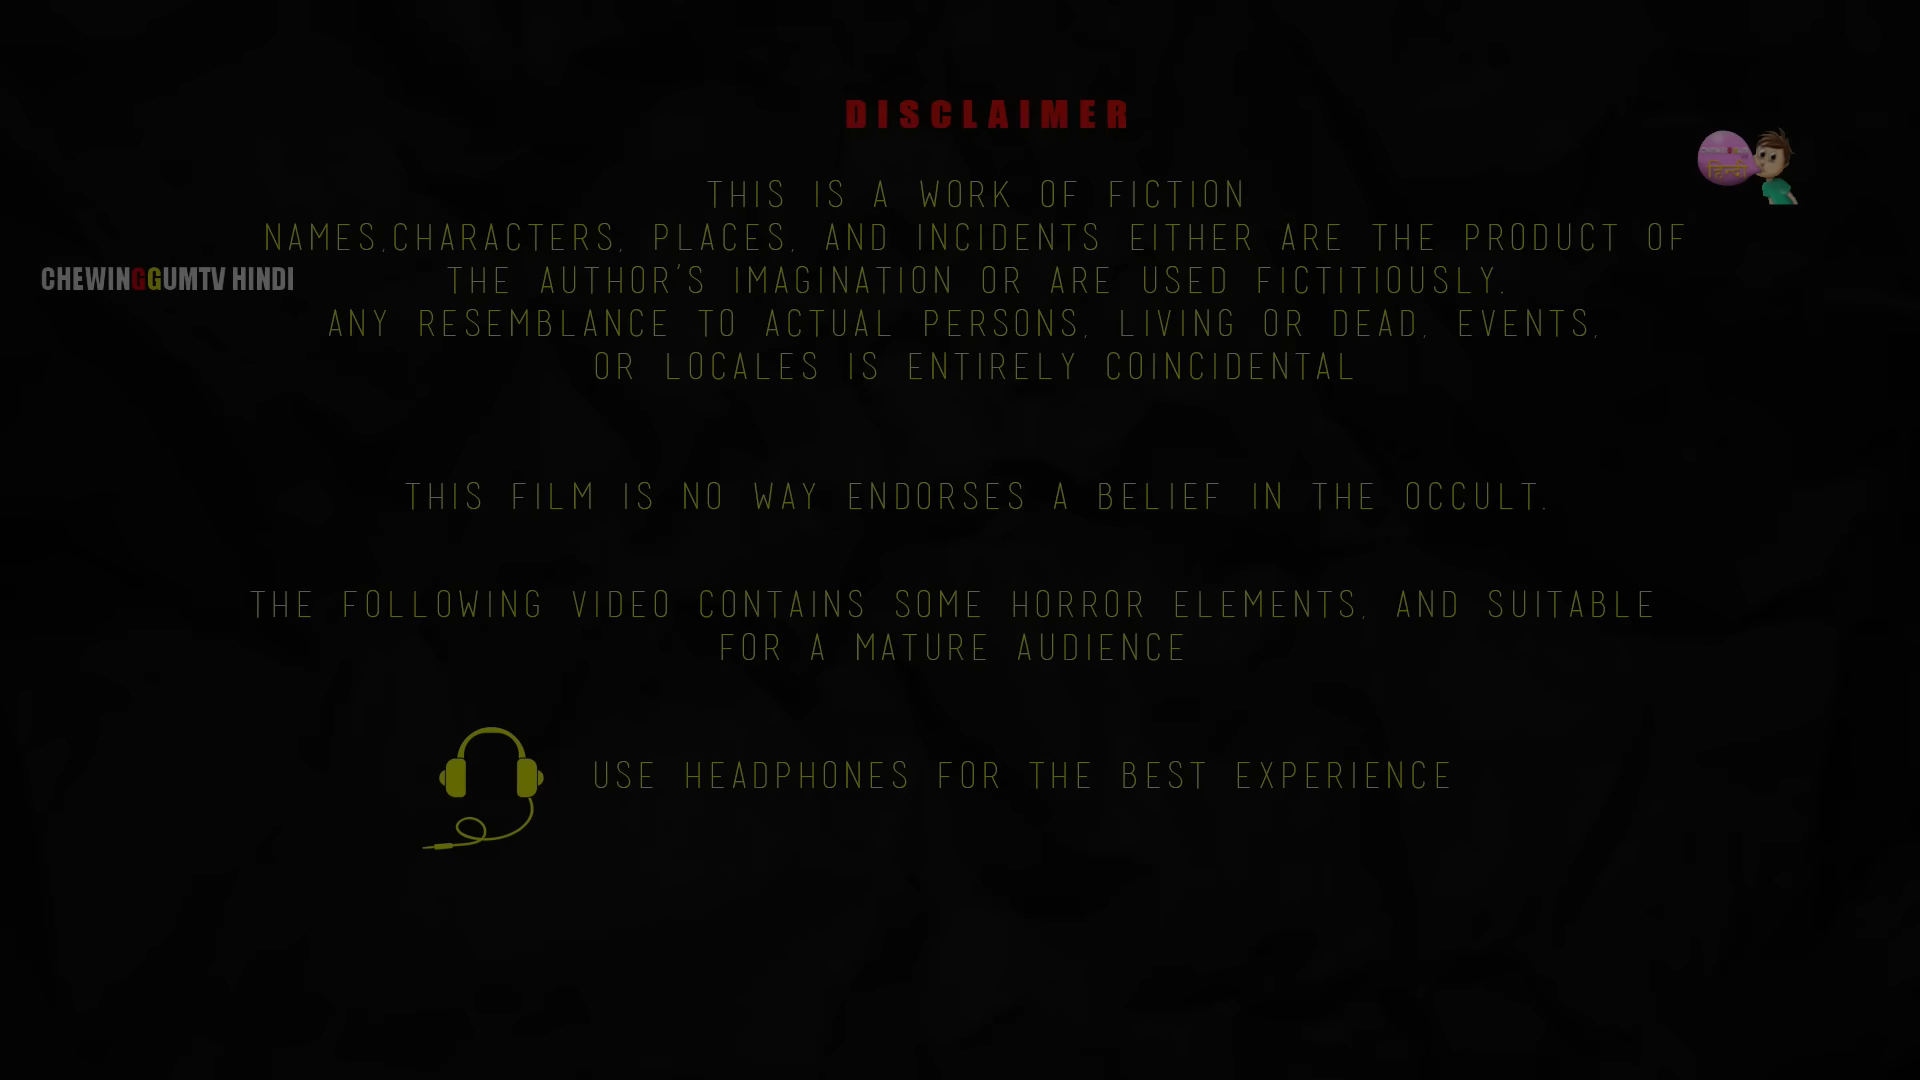 DISCLAIMER
THIS IS A WORK OF FICTION
NAMES,CHARACTERS, PLACES, AND INCIDENTS EITHER ARE THE PRODUCT OF
CHEWINGGUMTV HINDI
THE AUTHOR'S IMAGINATION OR ARE USED FICTITIOUSLY.
ANY RESEMBLANCE TO ACTUAL PERSONS, LIVING OR DEAD, EVENTS,
OR LOCALES IS ENTIRELY COINCIDENTAL
THIS FILM IS NO WAY ENDORSES A BELIEF IN THE OCCULT.
THE FOLLOWING VIDEO CONTAINS SOME HORROR ELEMENTS, AND SUITABLE
FOR A MATURE AUDIENCE
USE HEADPHONES FOR THE BEST EXPERIENCE
हिन्दी